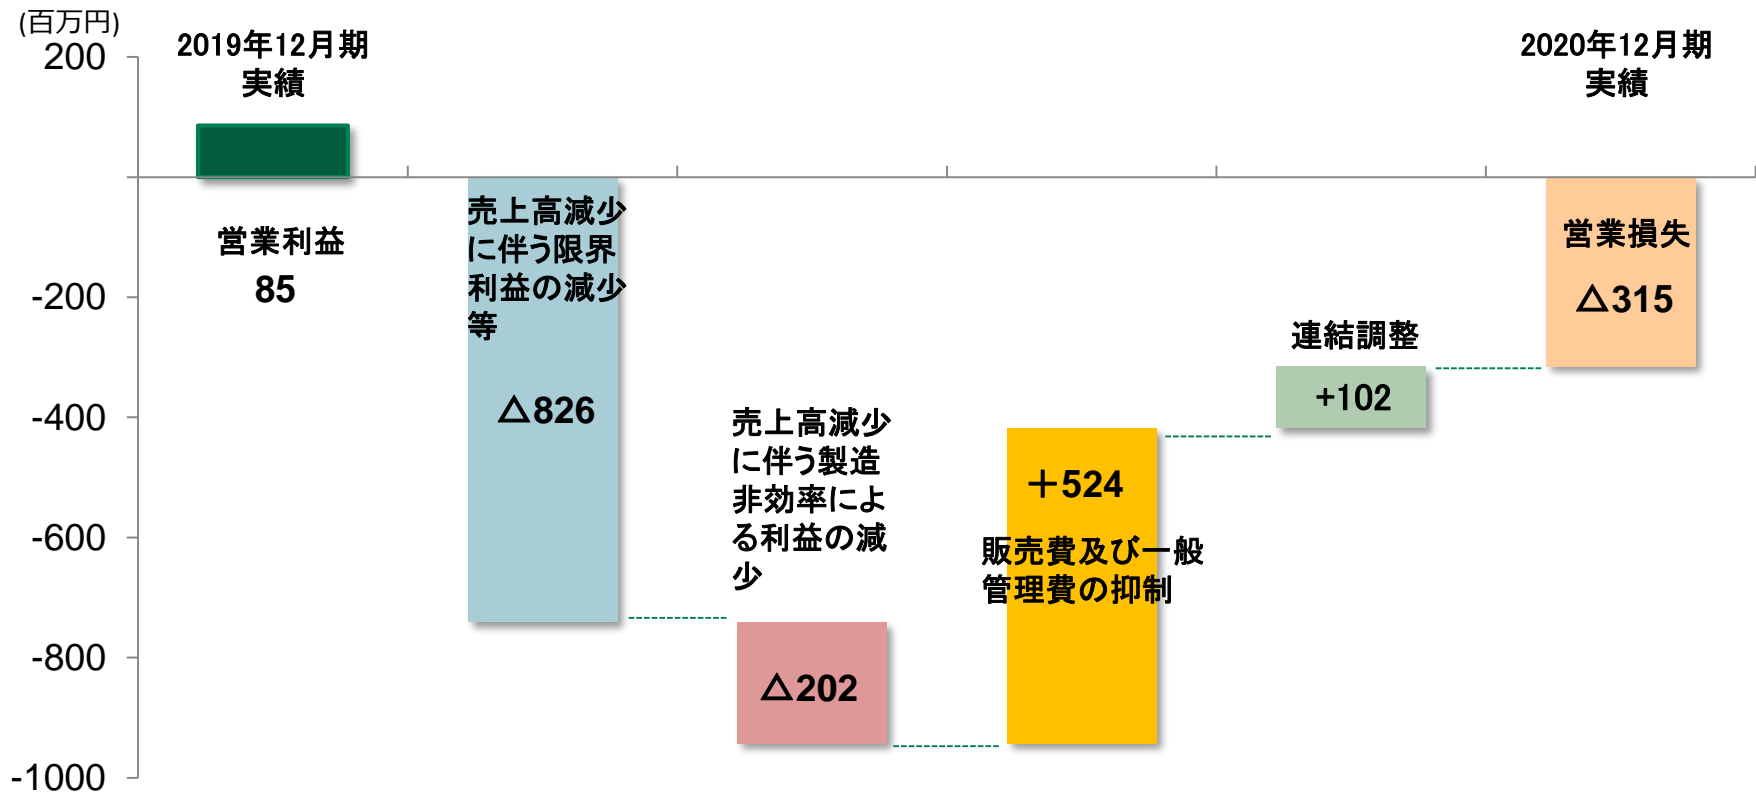 (百万円)
200
-200
-400
-600
-800
-1000
2019年12月期
実績
営業利益
85
売上高減少
に伴う限界
利益の減少
等
△826
売上高減少
に伴う製造
非効率によ
る利益の減
少
△202
＋524
販売費及び一般
管理費の抑制
連結調整
+102
2020年12月期
実績
営業損失
△315